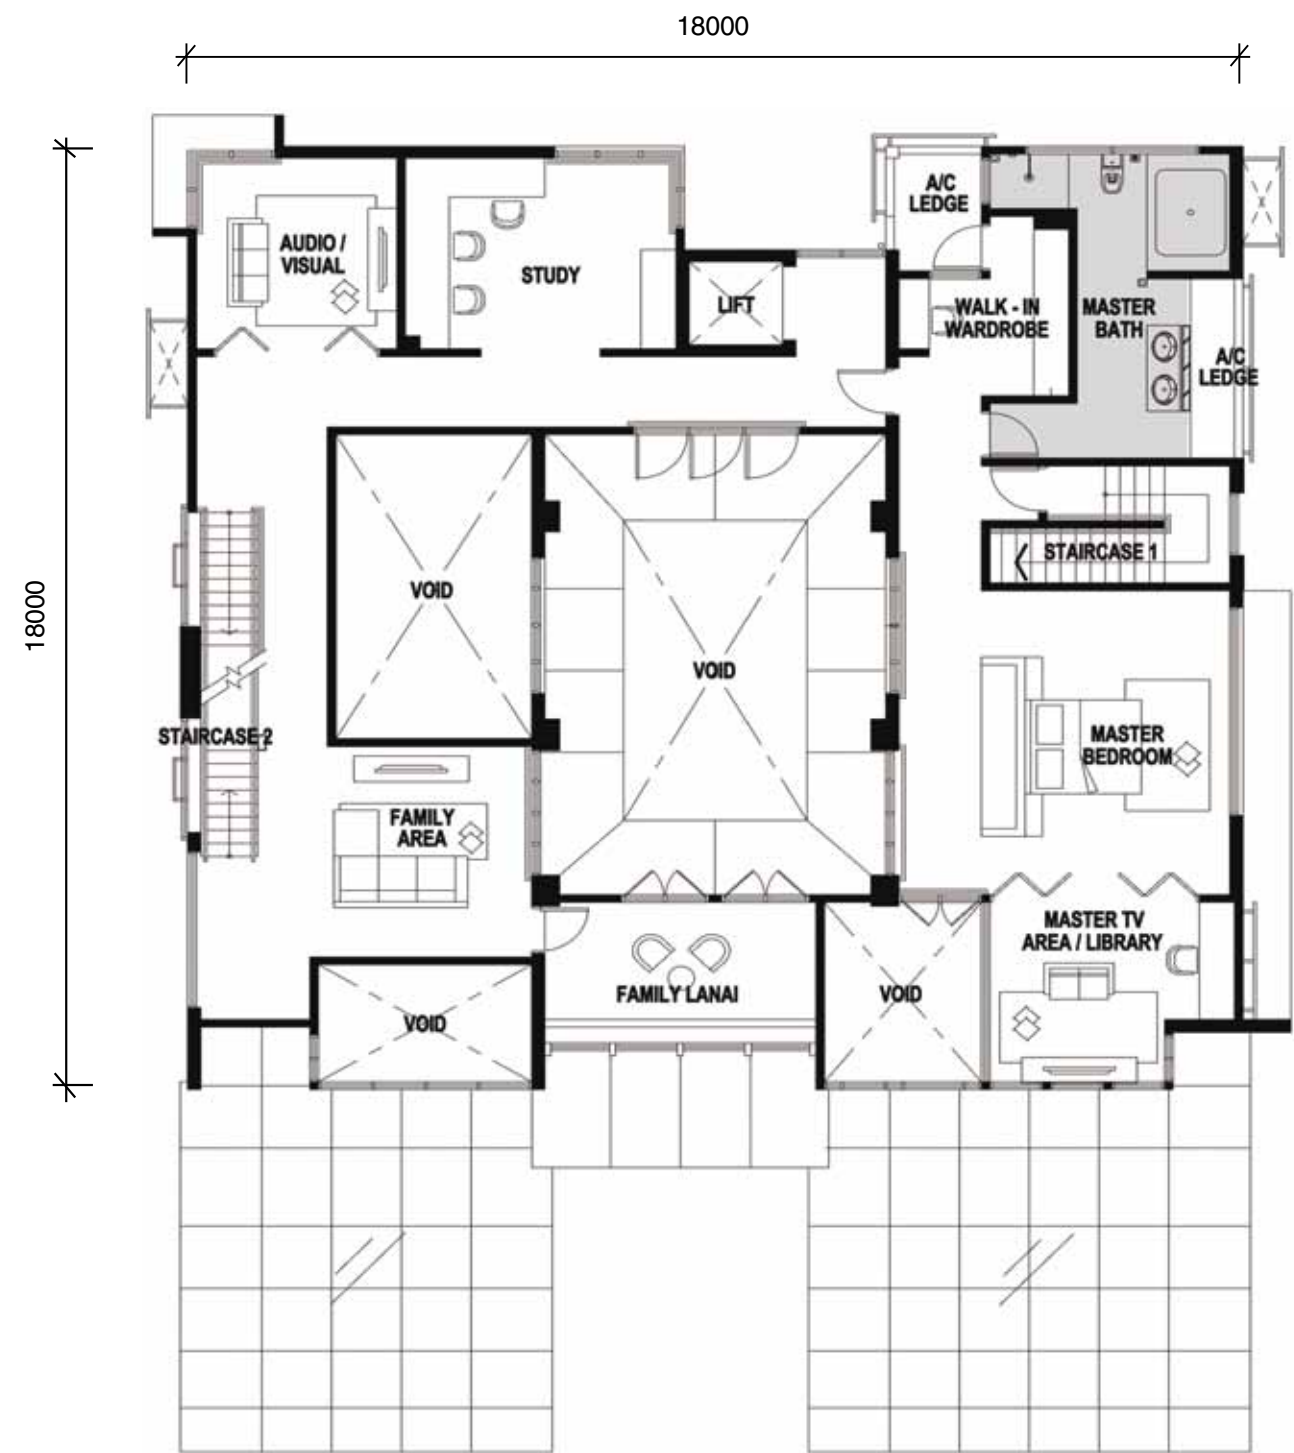 18000
18000
A/C
LEDGE
AUDIO /
VISUAL
STUDY
LIFT
WALK - IN
WARDROBE
MASTER
BATH
A/C
LEDGE
STAIRCASE 1
VOID
VOID
STAIRCASE 2
MASTER
BEDROOM
FAMILY
AREA
MASTER TV
AREA / LIBRARY
FAMILY LANAI
VOID
VOID